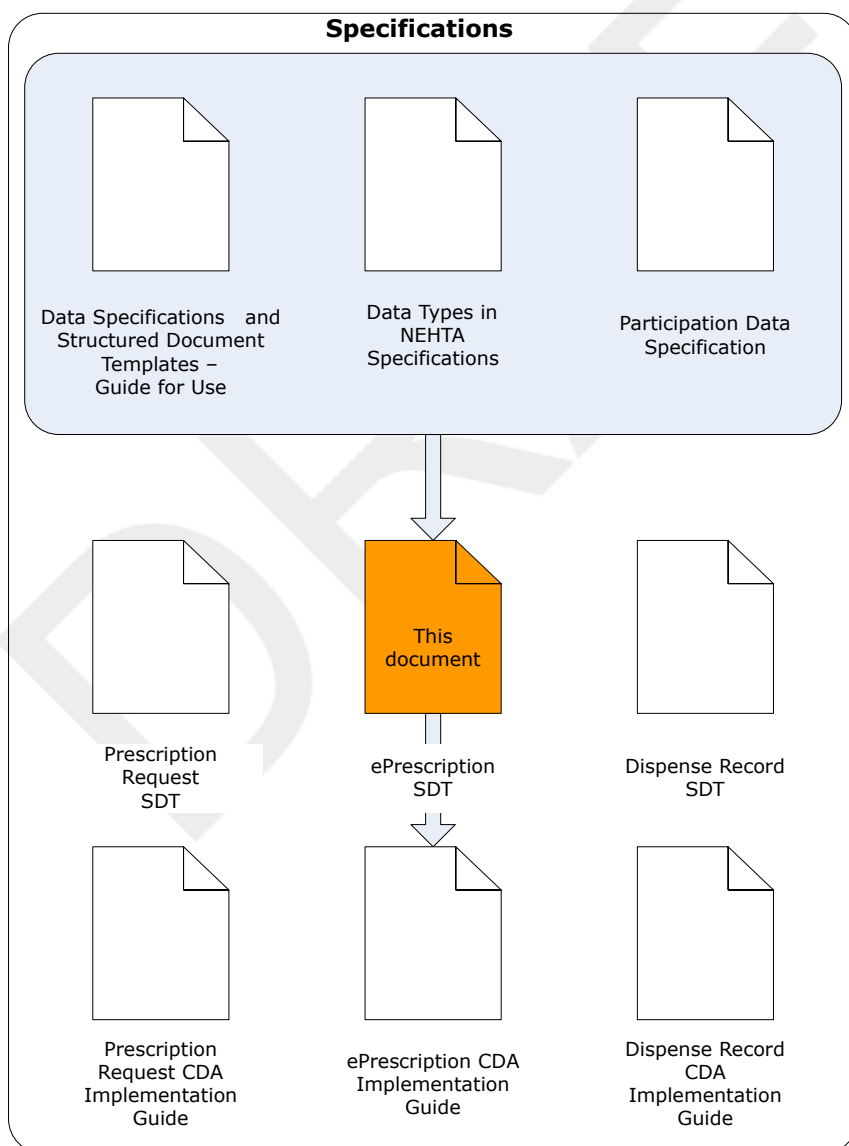 Specifications
Data Specifications and
Structured Document
Templates –
Guide for Use
Data Types in
NEHTA
Specifications
Participation Data
Specification
This
document
Prescription
Request
SDT
ePrescription
SDT
Dispense Record
SDT
Prescription
Request CDA
Implementation
Guide
ePrescription CDA
Implementation
Guide
Dispense Record
CDA
Implementation
Guide